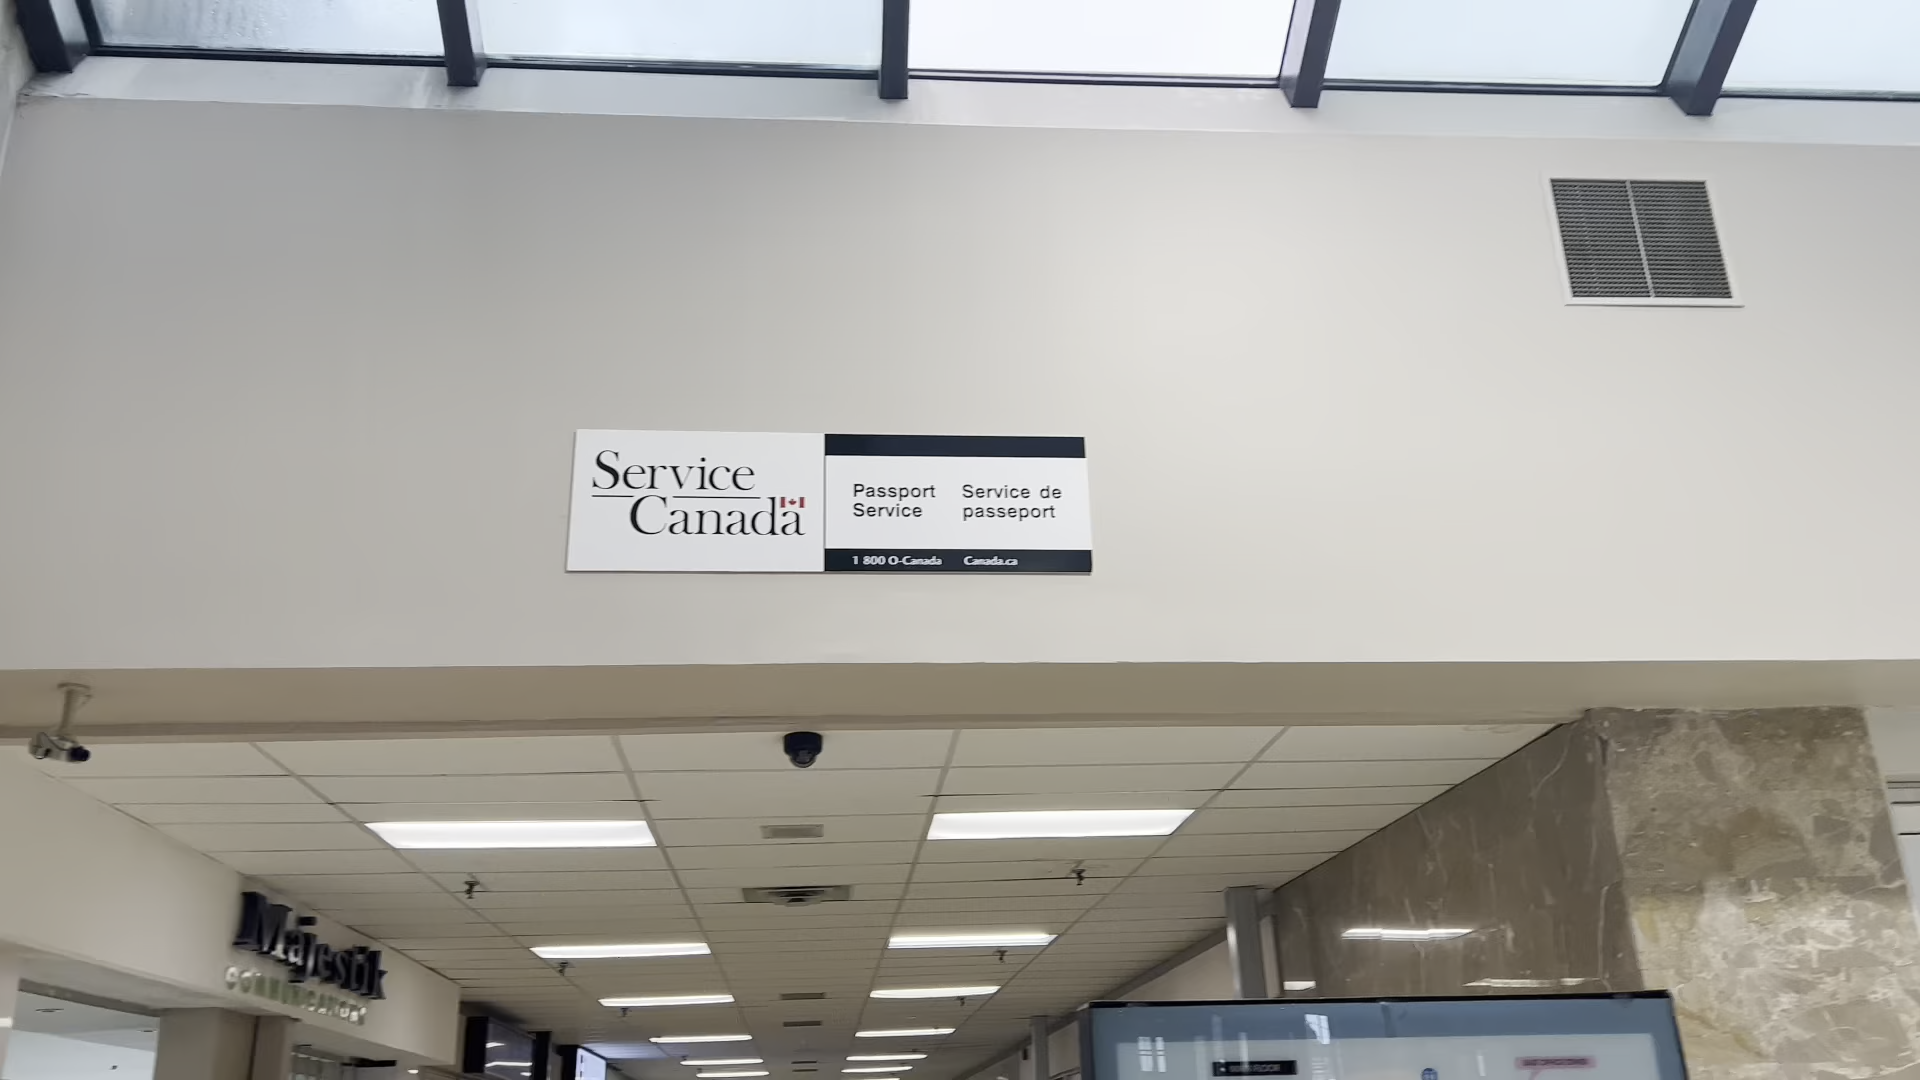 Service
Canada
Passport Service
Service de passeport
1 800 O-Canada
Canada.ca
Majestik